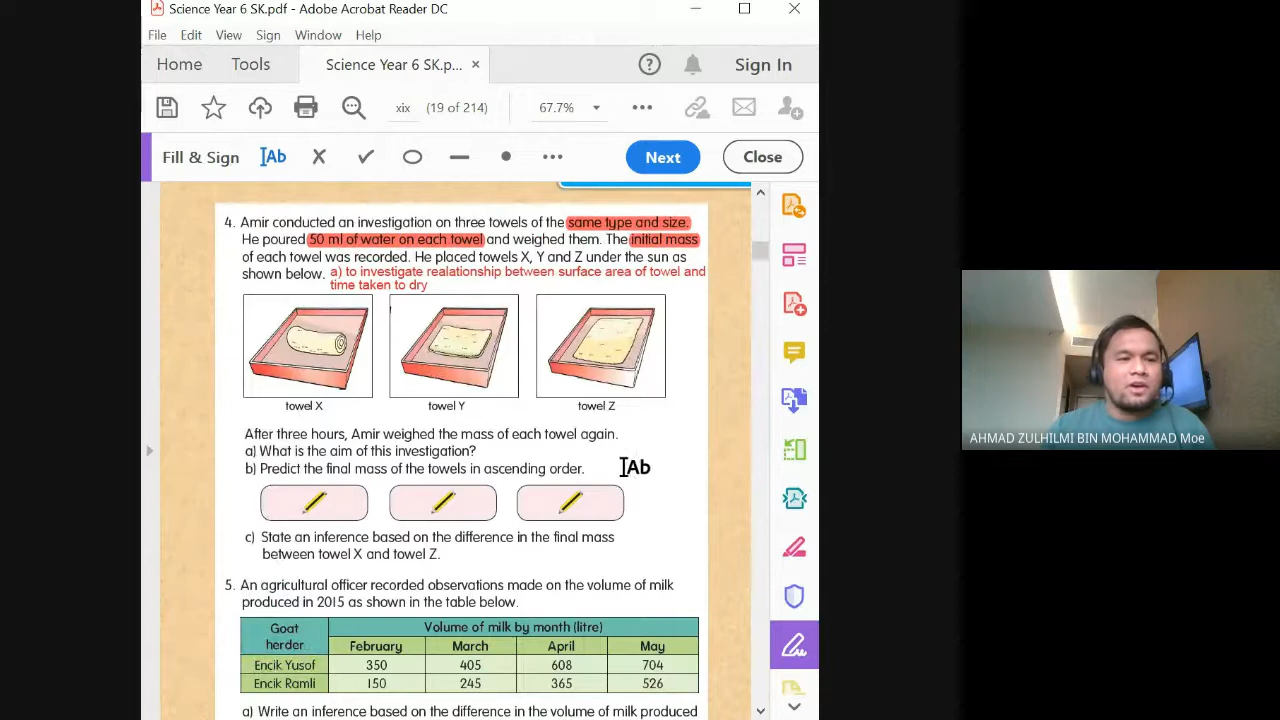 Science Year 6 SK.pdf - Adobe Acrobat Reader DC
File Edit View Sign Window Help
Home Tools Science Year 6 SK.p... × Sign In
xix (19 of 214) 67.7%
Fill & Sign Ab Next Close
4. Amir conducted an investigation on three towels of the same type and size.
He poured 50 ml of water on each towel and weighed them. The initial mass
of each towel was recorded. He placed towels X, Y and Z under the sun as
shown below. a) to investigate realationship between surface area of towel and
time taken to dry
towel X towel Y towel Z
After three hours, Amir weighed the mass of each towel again.
a) What is the aim of this investigation?
b) Predict the final mass of the towels in ascending order. Ab
c) State an inference based on the difference in the final mass
between towel X and towel Z.
5. An agricultural officer recorded observations made on the volume of milk
produced in 2015 as shown in the table below.
Goat herder Volume of milk by month (litre)
February March April May
Encik Yusof 350 405 608 704
Encik Ramli 150 245 365 526
a) Write an inference based on the difference in the volume of milk produced
AHMAD ZULHILMI BIN MOHAMMAD Moe